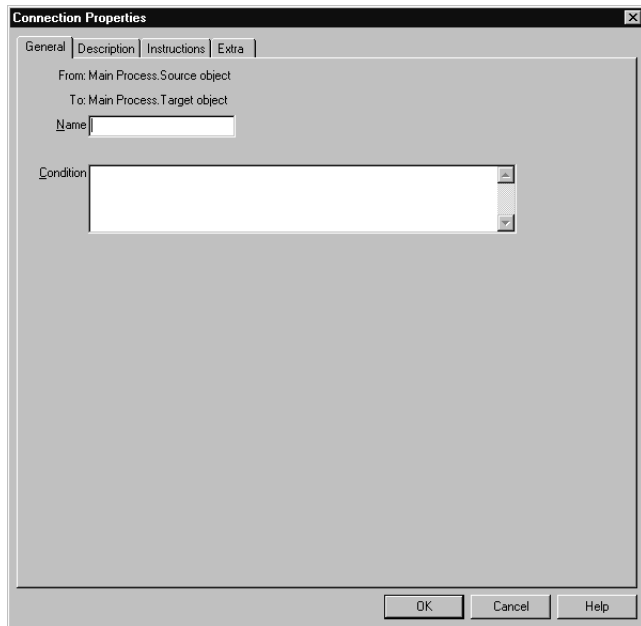 Connection Properties
General Description Instructions Extra
From: Main Process.Source object
To: Main Process.Target object
Name
Condition
OK Cancel Help